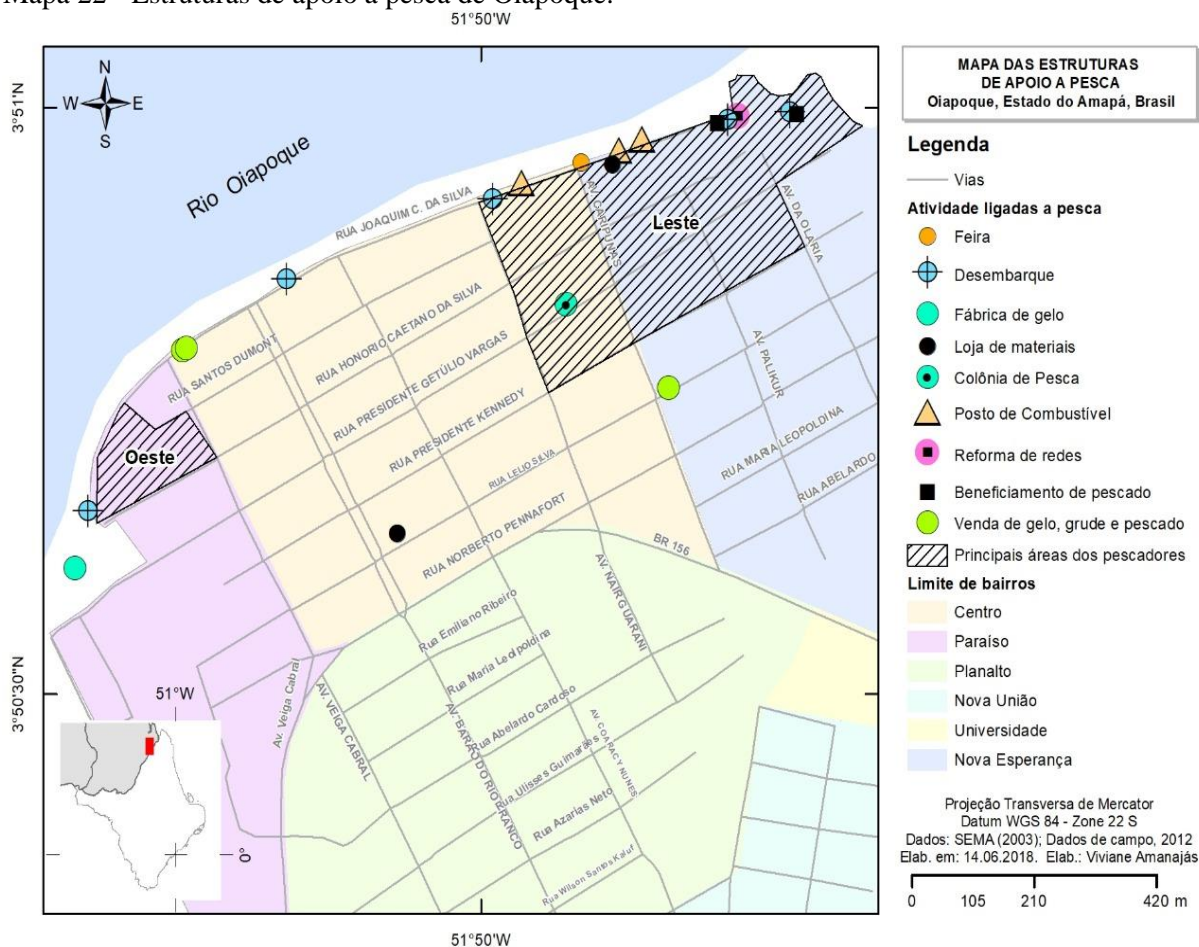 Mapa 22 - Estruturas de apoio à pesca de Oiapoque.
51°50'W
3°51'N
N
W
E
S
Rio Oiapoque
RUA JOAQUIM C. DA SILVA
AV. GARIPUNAS
Leste
AV. DA OLARIA
RUA SANTOS DUMONT
RUA HONORIO CAETANO DA SILVA
RUA PRESIDENTE GETÚLIO VARGAS
RUA PRESIDENTE KENNEDY
AV. PALIKUR
Oeste
RUA LELIO SILVA
RUA MARIA LEOPOLDINA
RUA ABELARDO
RUA NORBERTO PENNAFORT
BR 156
AV. NAIR GUARANI
Rua Emiliano Ribeiro
Rua Maria Leopoldina
Av. Veiga Cabral
AV. VEIGA CABRAL
Rua Abelardo Cardoso
AV. BARÃO DO RIO BRANCO
Rua Ulisses Guimarães
AV. COARACY NUNES
Rua Azarias Neto
Rua Wilson Santos Kaluf
3°50'30"N
51°W
0°
51°50'W
MAPA DAS ESTRUTURAS
DE APOIO A PESCA
Oiapoque, Estado do Amapá, Brasil
Legenda
Vias
Atividade ligadas a pesca
Feira
Desembarque
Fábrica de gelo
Loja de materiais
Colônia de Pesca
Posto de Combustível
Reforma de redes
Beneficiamento de pescado
Venda de gelo, grude e pescado
Principais áreas dos pescadores
Limite de bairros
Centro
Paraíso
Planalto
Nova União
Universidade
Nova Esperança
Projeção Transversa de Mercator
Datum WGS 84 - Zone 22 S
Dados: SEMA (2003); Dados de campo, 2012
Elab. em: 14.06.2018. Elab.: Viviane Amanajás
0 105 210 420 m